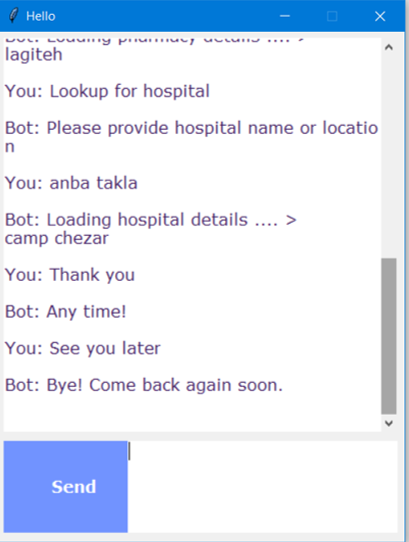 Hello
Bot: Loading pharmacy details .... >
lagiteh
You: Lookup for hospital
Bot: Please provide hospital name or locatio
n
You: anba takla
Bot: Loading hospital details .... >
camp chezar
You: Thank you
Bot: Any time!
You: See you later
Bot: Bye! Come back again soon.
Send